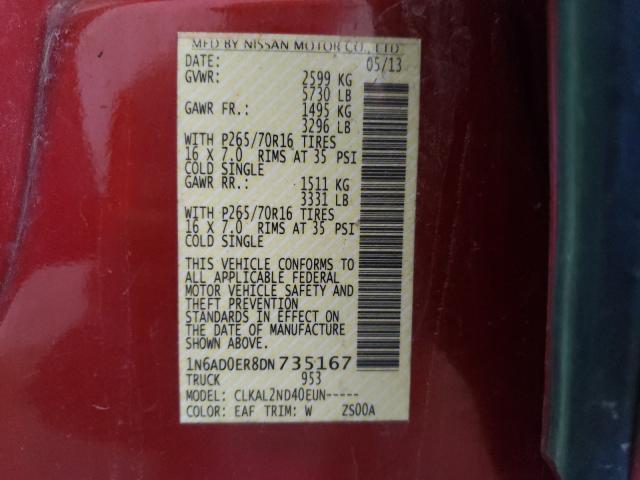 MFD BY NISSAN MOTOR CO., LTD.
DATE: 05/13
GVWR: 2599 KG
5730 LB
GAWR FR.: 1495 KG
3296 LB
WITH P265/70R16 TIRES
16 X 7.0 RIMS AT 35 PSI
COLD SINGLE
GAWR RR.: 1511 KG
3331 LB
WITH P265/70R16 TIRES
16 X 7.0 RIMS AT 35 PSI
COLD SINGLE
THIS VEHICLE CONFORMS TO
ALL APPLICABLE FEDERAL
MOTOR VEHICLE SAFETY AND
THEFT PREVENTION
STANDARDS IN EFFECT ON
THE DATE OF MANUFACTURE
SHOWN ABOVE.
1N6AD0ER8DN735167
TRUCK 953
MODEL: CLKAL2ND40EUN-----
COLOR: EAF TRIM: W ZS00A